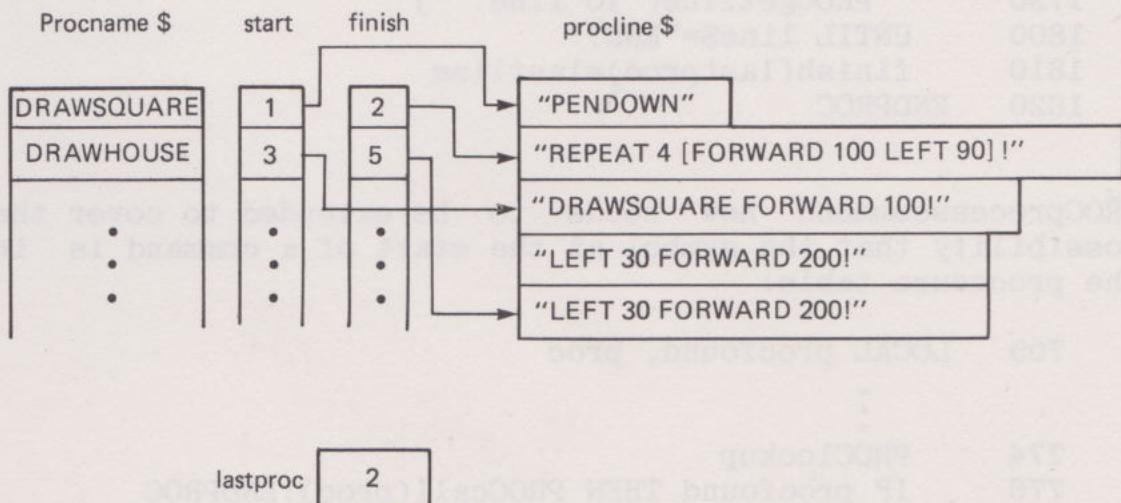 Procname $ start finish procline $
DRAWSQUARE 1 2 "PENDOWN"
DRAWHOUSE 3 5 "REPEAT 4 [FORWARD 100 LEFT 90] !"
"DRAWSQUARE FORWARD 100!"
"LEFT 30 FORWARD 200!"
"LEFT 30 FORWARD 200!"
lastproc 2